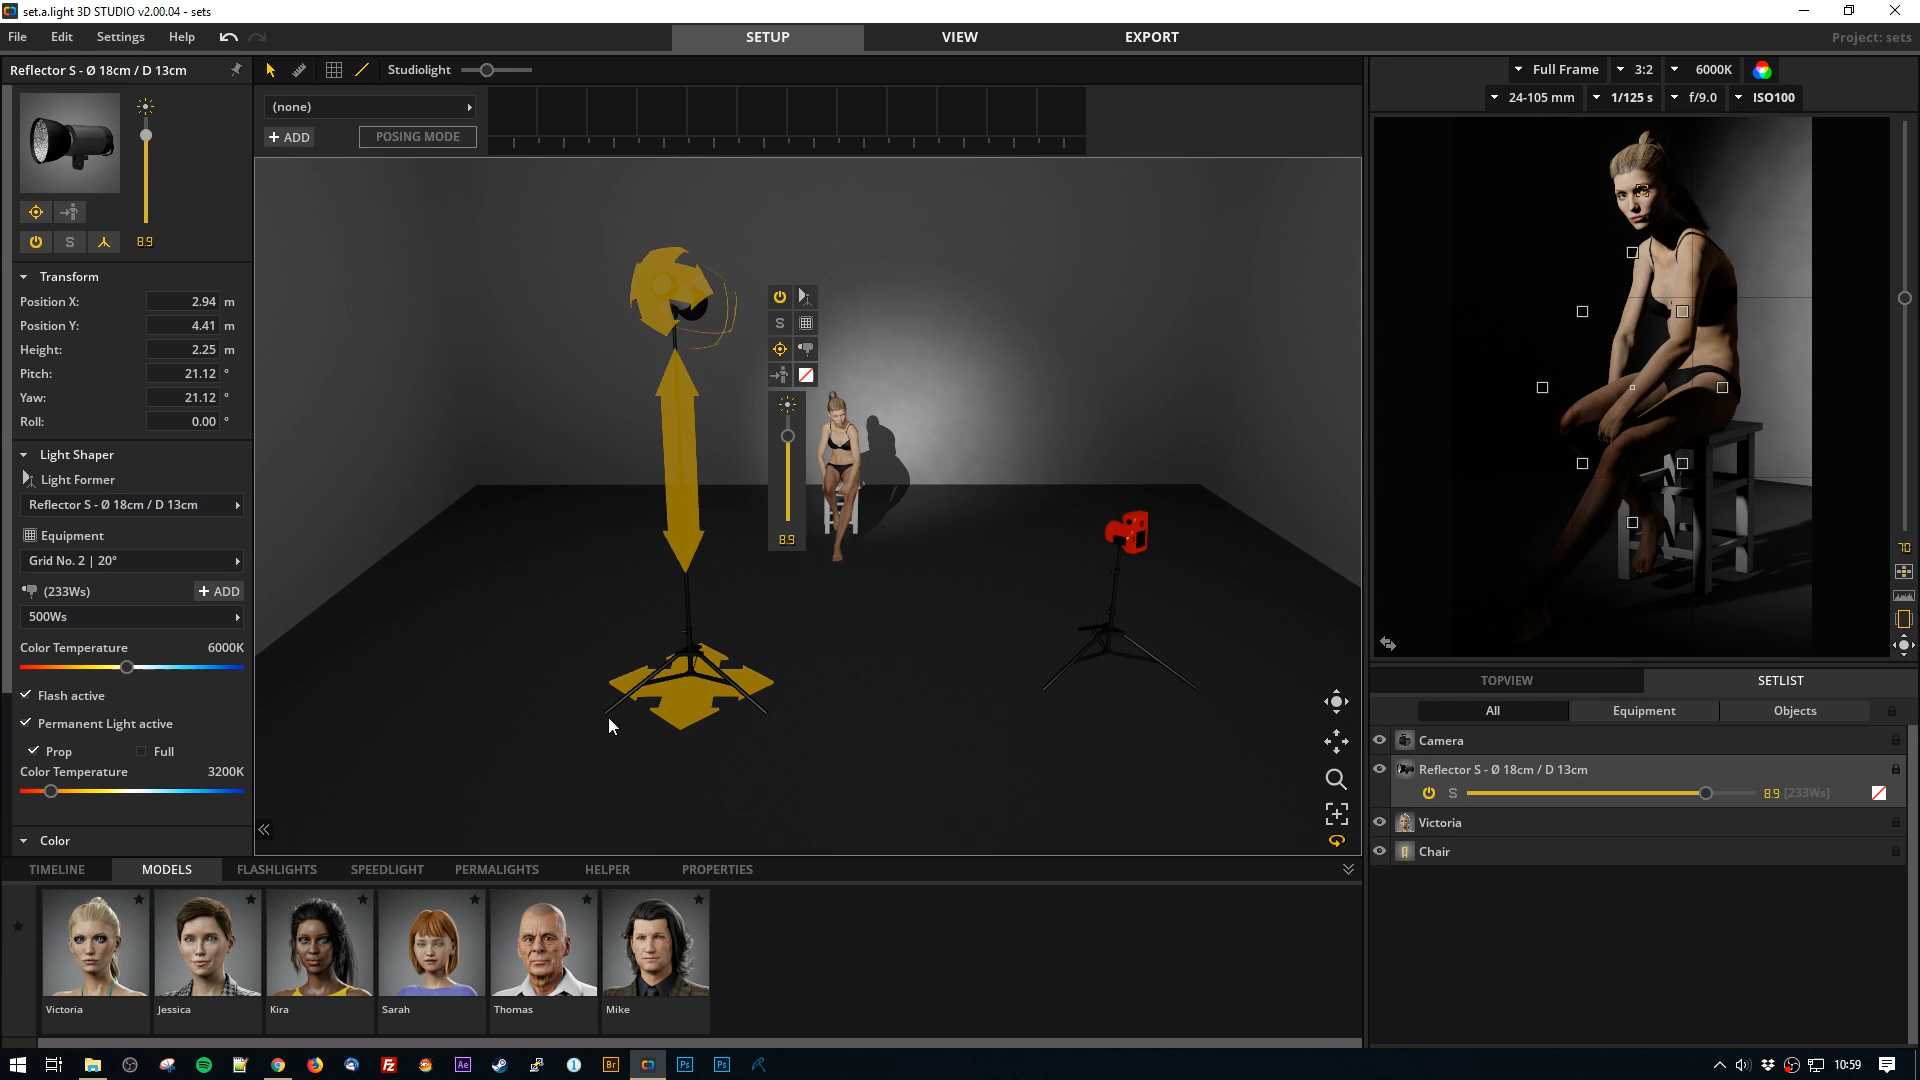 set.a.light 3D STUDIO v2.00.04 - sets
File Edit Settings Help
SETUP VIEW EXPORT
Project: sets
Reflector S - Ø 18cm / D 13cm
Studiolight
Full Frame 3:2 6000K
24-105 mm 1/125 s f/9.0 ISO100
(none)
+ ADD POSING MODE
S 8.9
Transform
Position X: 2.94 m
Position Y: 4.41 m
Height: 2.25 m
Pitch: 21.12 °
Yaw: 21.12 °
Roll: 0.00 °
S
8.9
Light Shaper
Light Former
Reflector S - Ø 18cm / D 13cm
Equipment
Grid No. 2 | 20°
(233Ws) + ADD
500Ws
Color Temperature 6000K
Flash active
Permanent Light active
Prop Full
Color Temperature 3200K
Color
70
TOPVIEW SETLIST
All Equipment Objects
Camera
Reflector S - Ø 18cm / D 13cm
S 8.9 [233Ws]
Victoria
Chair
TIMELINE MODELS FLASHLIGHTS SPEEDLIGHT PERMALIGHTS HELPER PROPERTIES
Victoria Jessica Kira Sarah Thomas Mike
Fz Ae Br Ps Ps
10:59